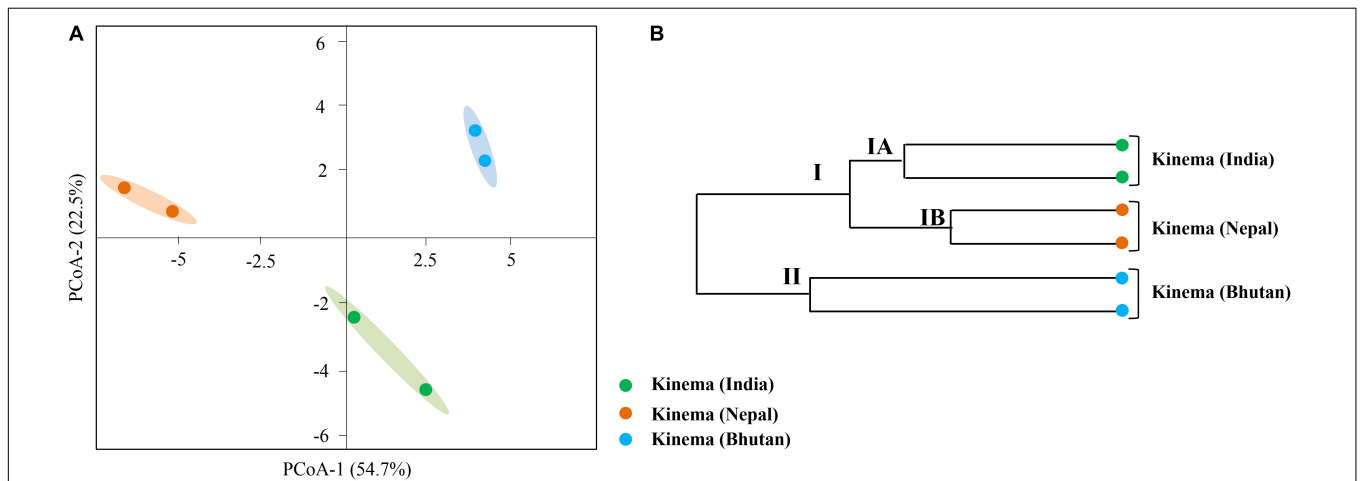 A
6
4
2
-5
-2.5
2.5
5
-2
-4
-6
PCoA-2 (22.5%)
PCoA-1 (54.7%)
B
I
IA
IB
II
Kinema (India)
Kinema (Nepal)
Kinema (Bhutan)
Kinema (India)
Kinema (Nepal)
Kinema (Bhutan)